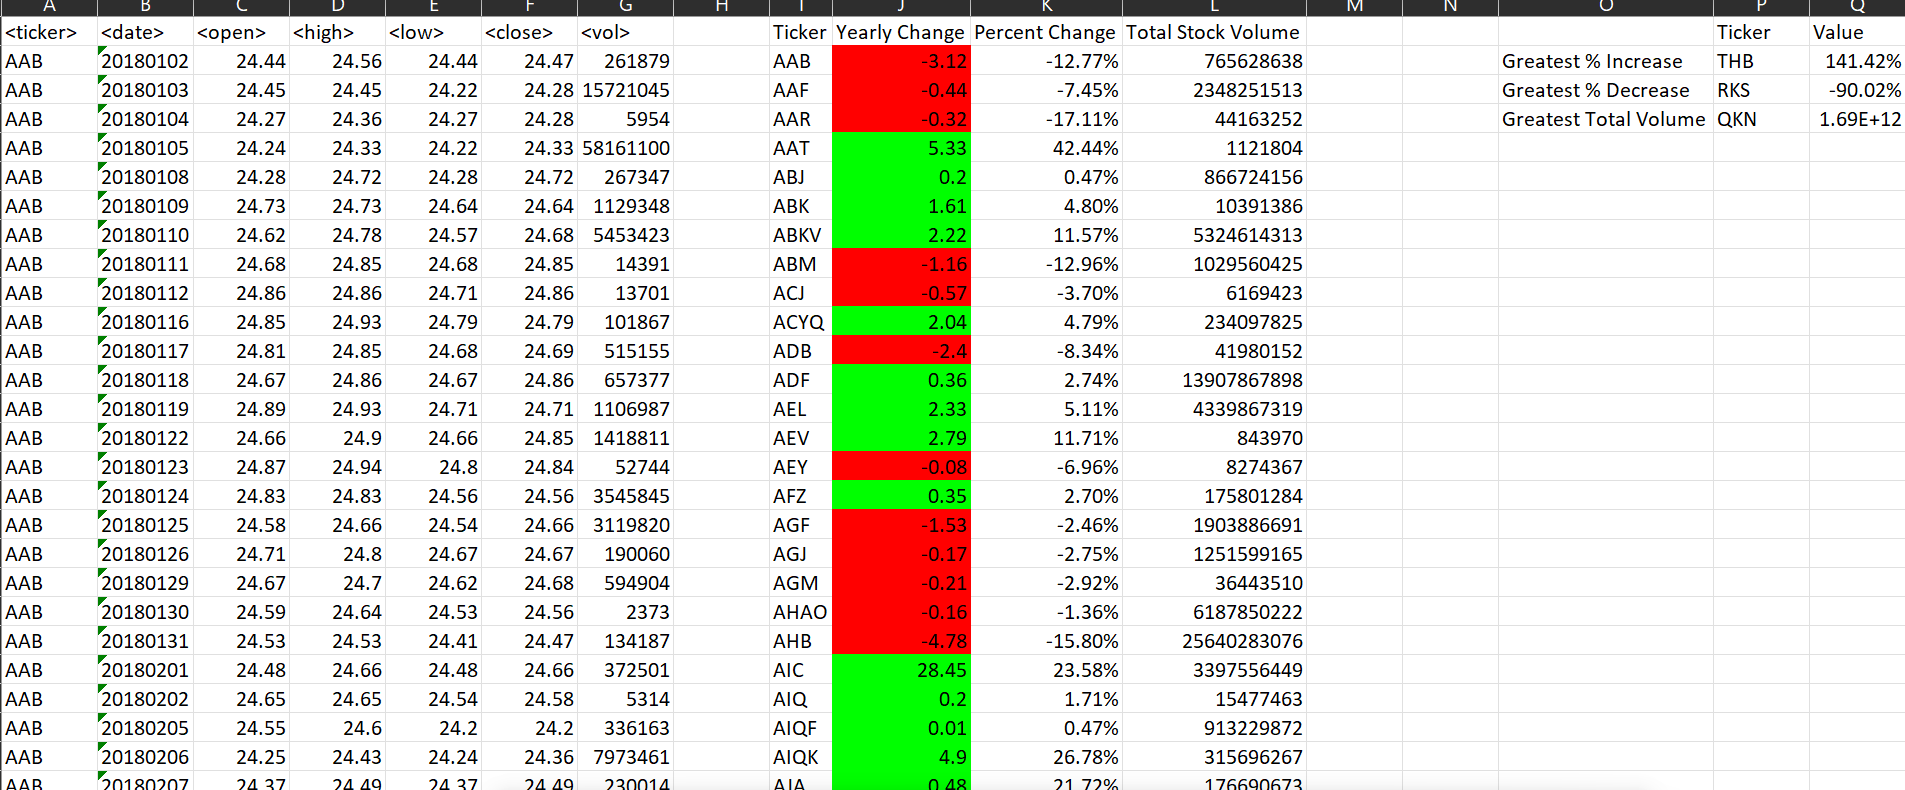 A B C D E F G H I J K L M N O P Q
<ticker> <date> <open> <high> <low> <close> <vol> Ticker Yearly Change Percent Change Total Stock Volume Ticker Value
AAB 20180102 24.44 24.56 24.44 24.47 261879 AAB -3.12 -12.77% 765628638 Greatest % Increase THB 141.42%
AAB 20180103 24.45 24.45 24.22 24.28 15721045 AAF -0.44 -7.45% 2348251513 Greatest % Decrease RKS -90.02%
AAB 20180104 24.27 24.36 24.27 24.28 5954 AAR -0.32 -17.11% 44163252 Greatest Total Volume QKN 1.69E+12
AAB 20180105 24.24 24.33 24.22 24.33 58161100 AAT 5.33 42.44% 1121804
AAB 20180108 24.28 24.72 24.28 24.72 267347 ABJ 0.2 0.47% 866724156
AAB 20180109 24.73 24.73 24.64 24.64 1129348 ABK 1.61 4.80% 10391386
AAB 20180110 24.62 24.78 24.57 24.68 5453423 ABKV 2.22 11.57% 5324614313
AAB 20180111 24.68 24.85 24.68 24.85 14391 ABM -1.16 -12.96% 1029560425
AAB 20180112 24.86 24.86 24.71 24.86 13701 ACJ -0.57 -3.70% 6169423
AAB 20180116 24.85 24.93 24.79 24.79 101867 ACYQ 2.04 4.79% 234097825
AAB 20180117 24.81 24.85 24.68 24.69 515155 ADB -2.4 -8.34% 41980152
AAB 20180118 24.67 24.86 24.67 24.86 657377 ADF 0.36 2.74% 13907867898
AAB 20180119 24.89 24.93 24.71 24.71 1106987 AEL 2.33 5.11% 4339867319
AAB 20180122 24.66 24.9 24.66 24.85 1418811 AEV 2.79 11.71% 843970
AAB 20180123 24.87 24.94 24.8 24.84 52744 AEY -0.08 -6.96% 8274367
AAB 20180124 24.83 24.83 24.56 24.56 3545845 AFZ 0.35 2.70% 175801284
AAB 20180125 24.58 24.66 24.54 24.66 3119820 AGF -1.53 -2.46% 1903886691
AAB 20180126 24.71 24.8 24.67 24.67 190060 AGJ -0.17 -2.75% 1251599165
AAB 20180129 24.67 24.7 24.62 24.68 594904 AGM -0.21 -2.92% 36443510
AAB 20180130 24.59 24.64 24.53 24.56 2373 AHAO -0.16 -1.36% 6187850222
AAB 20180131 24.53 24.53 24.41 24.47 134187 AHB -4.78 -15.80% 25640283076
AAB 20180201 24.48 24.66 24.48 24.66 372501 AIC 28.45 23.58% 3397556449
AAB 20180202 24.65 24.65 24.54 24.58 5314 AIQ 0.2 1.71% 15477463
AAB 20180205 24.55 24.6 24.2 24.2 336163 AIQF 0.01 0.47% 913229872
AAB 20180206 24.25 24.43 24.24 24.36 7973461 AIQK 4.9 26.78% 315696267
AAB 20180207 24.37 24.49 24.37 24.49 230014 AJA 0.48 21.72% 176690673